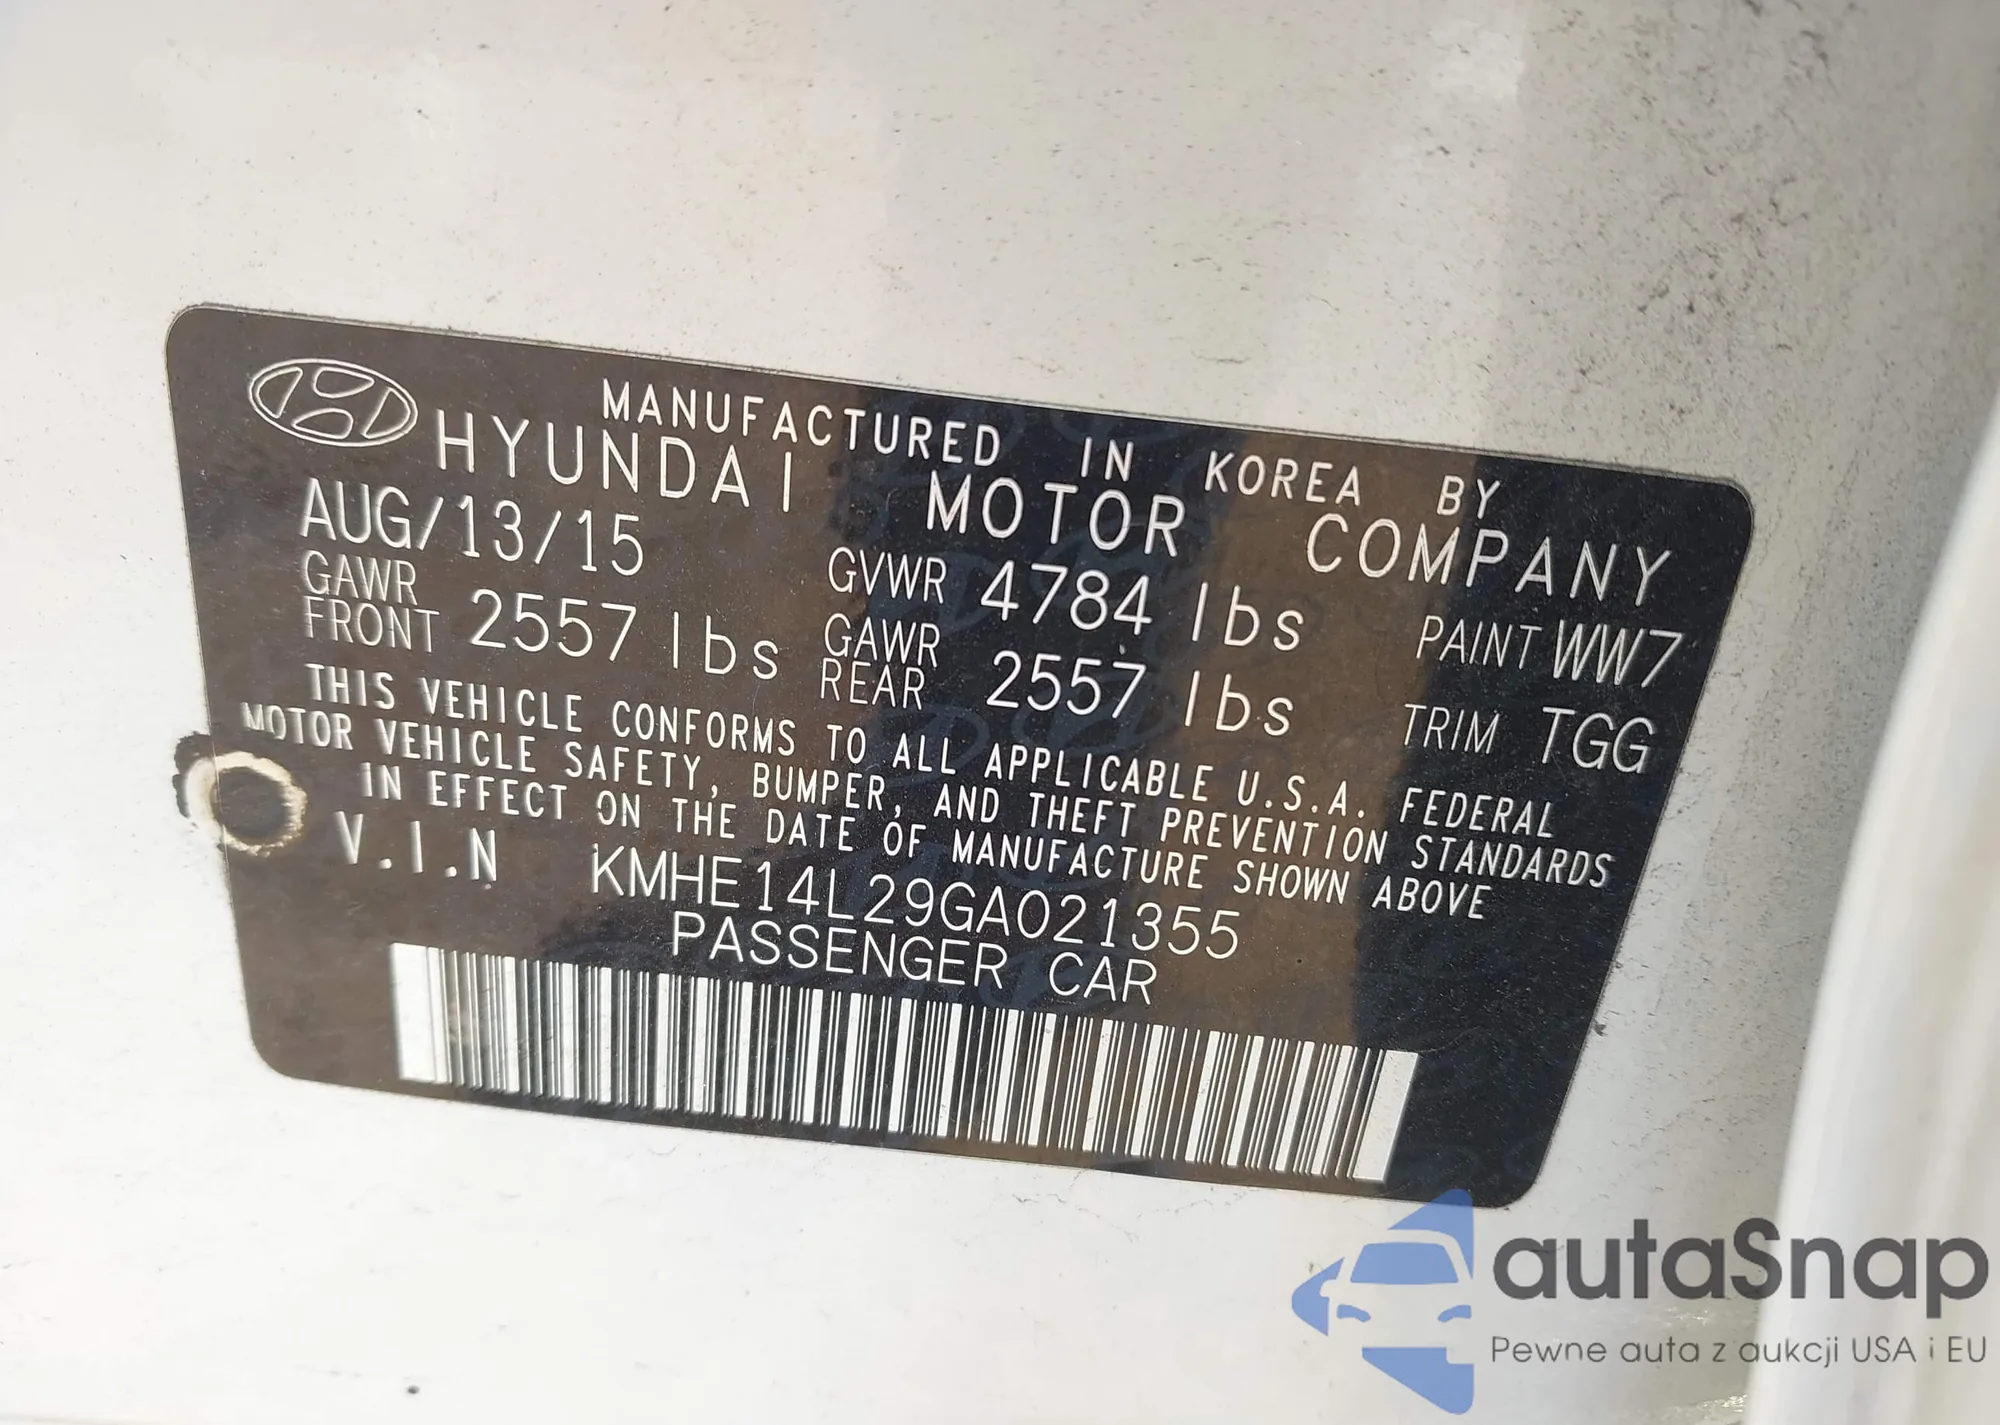 MANUFACTURED IN KOREA BY
HYUNDAI MOTOR COMPANY
AUG/13/15 GVWR 4784 lbs PAINT WW7
GAWR FRONT 2557 lbs GAWR REAR 2557 lbs TRIM TGG
THIS VEHICLE CONFORMS TO ALL APPLICABLE U.S.A. FEDERAL
MOTOR VEHICLE SAFETY, BUMPER, AND THEFT PREVENTION STANDARDS
IN EFFECT ON THE DATE OF MANUFACTURE SHOWN ABOVE
V.I.N KMHE14L29GA021355
PASSENGER CAR
autaSnap
Pewne auta z aukcji USA i EU